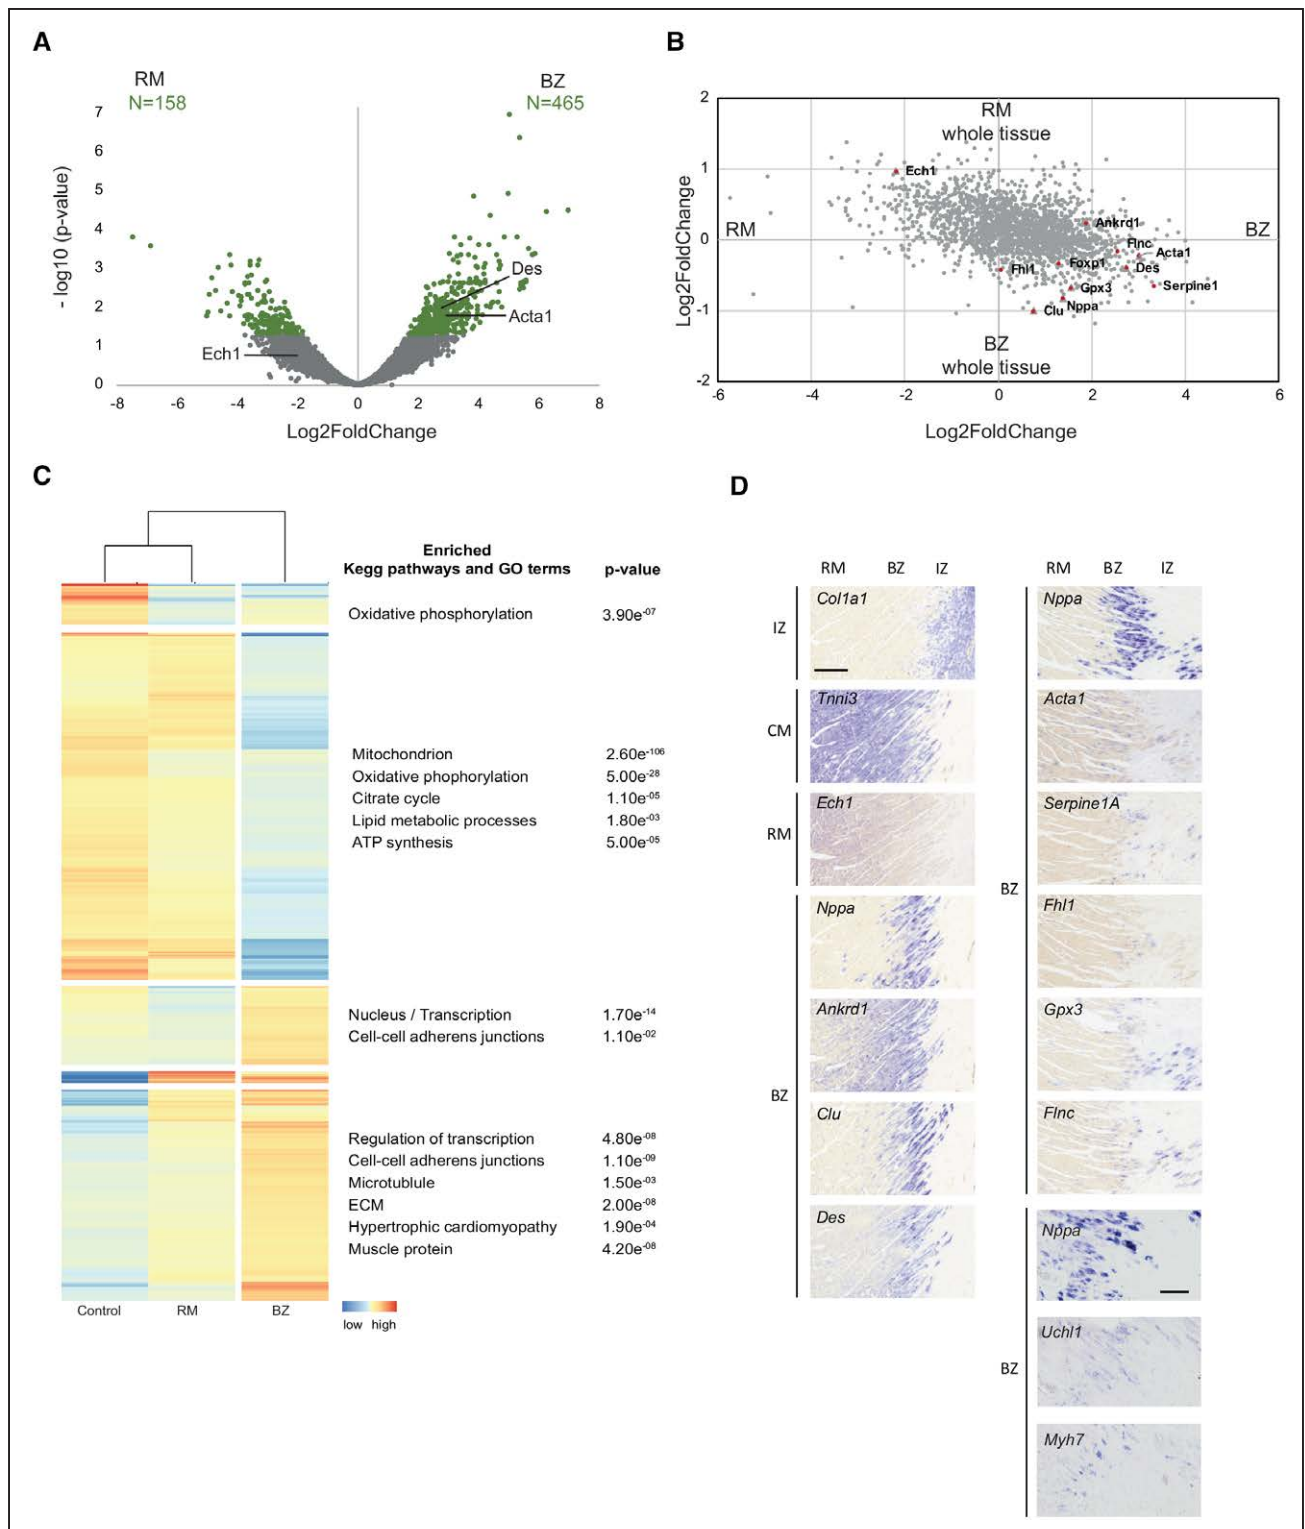 A
RM
N=158
BZ
N=465
7
6
5
4
3
2
1
0
- log10 (p-value)
Des
Acta1
Ech1
-8
-6
-4
-2
0
2
4
6
8
Log2FoldChange
B
2
1
0
-1
-2
Log2FoldChange
RM
whole tissue
Ech1
Ankrd1
RM
BZ
Flnc
Acta1
Fhl1
Foxp1
Des
Gpx3
Serpine1
Clu
Nppa
BZ
whole tissue
-6
-4
-2
0
2
4
6
Log2FoldChange
C
Enriched
Kegg pathways and GO terms
p-value
Oxidative phosphorylation 3.90e-07
Mitochondrion 2.60e-106
Oxidative phophorylation 5.00e-28
Citrate cycle 1.10e-05
Lipid metabolic processes 1.80e-03
ATP synthesis 5.00e-05
Nucleus / Transcription 1.70e-14
Cell-cell adherens junctions 1.10e-02
Regulation of transcription 4.80e-08
Cell-cell adherens junctions 1.10e-09
Microtublule 1.50e-03
ECM 2.00e-08
Hypertrophic cardiomyopathy 1.90e-04
Muscle protein 4.20e-08
Control
RM
BZ
low high
D
RM BZ IZ
IZ
Col1a1
CM
Tnni3
RM
Ech1
BZ
Nppa
Ankrd1
Clu
Des
RM BZ IZ
BZ
Nppa
Acta1
Serpine1A
Fhl1
Gpx3
Flnc
BZ
Nppa
Uchl1
Myh7